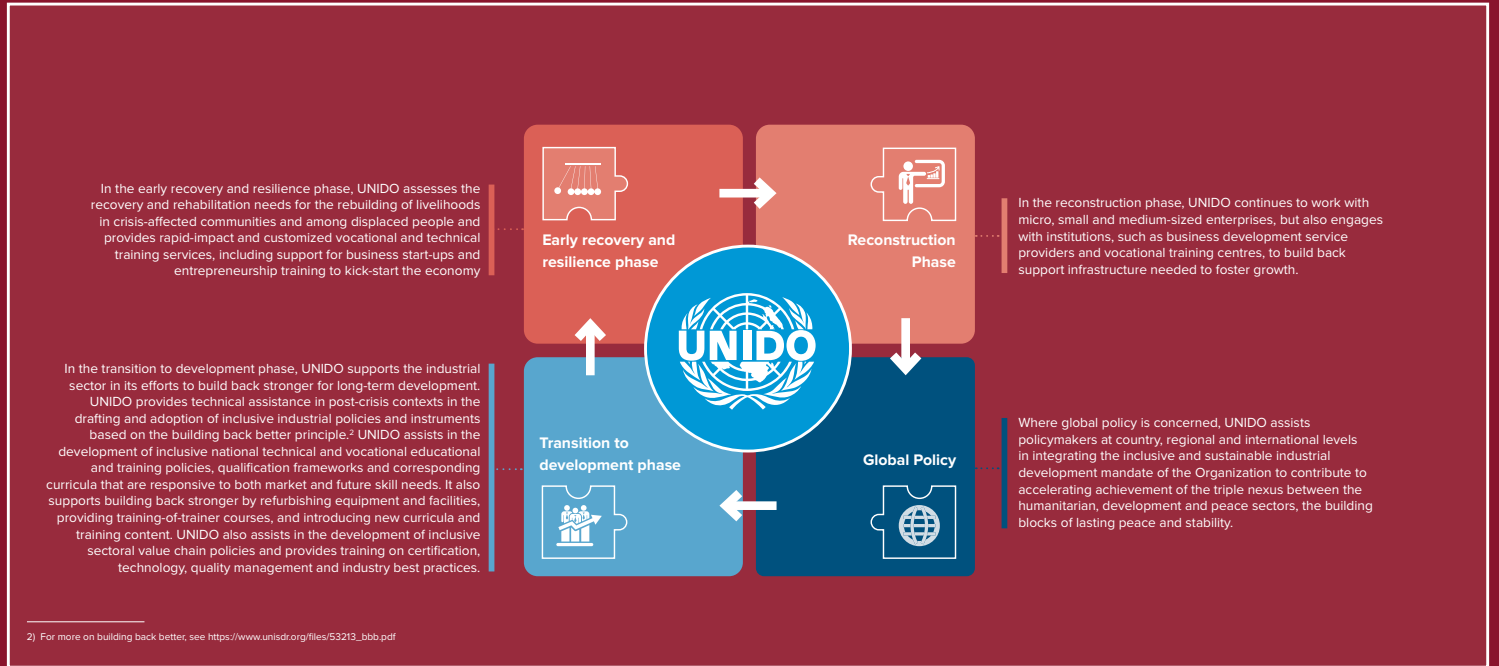 In the early recovery and resilience phase, UNIDO assesses the
recovery and rehabilitation needs for the rebuilding of livelihoods
in crisis-affected communities and among displaced people and
provides rapid-impact and customized vocational and technical
training services, including support for business start-ups and
entrepreneurship training to kick-start the economy
Early recovery and
resilience phase
Reconstruction
Phase
In the reconstruction phase, UNIDO continues to work with
micro, small and medium-sized enterprises, but also engages
with institutions, such as business development service
providers and vocational training centres, to build back
support infrastructure needed to foster growth.
UNIDO
In the transition to development phase, UNIDO supports the industrial
sector in its efforts to build back stronger for long-term development.
UNIDO provides technical assistance in post-crisis contexts in the
drafting and adoption of inclusive industrial policies and instruments
based on the building back better principle.² UNIDO assists in the
development of inclusive national technical and vocational educational
and training policies, qualification frameworks and corresponding
curricula that are responsive to both market and future skill needs. It also
supports building back stronger by refurbishing equipment and facilities,
providing training-of-trainer courses, and introducing new curricula and
training content. UNIDO also assists in the development of inclusive
sectoral value chain policies and provides training on certification,
technology, quality management and industry best practices.
Transition to
development phase
Global Policy
Where global policy is concerned, UNIDO assists
policymakers at country, regional and international levels
in integrating the inclusive and sustainable industrial
development mandate of the Organization to contribute to
accelerating achievement of the triple nexus between the
humanitarian, development and peace sectors, the building
blocks of lasting peace and stability.
2) For more on building back better, see https://www.unisdr.org/files/53213_bbb.pdf